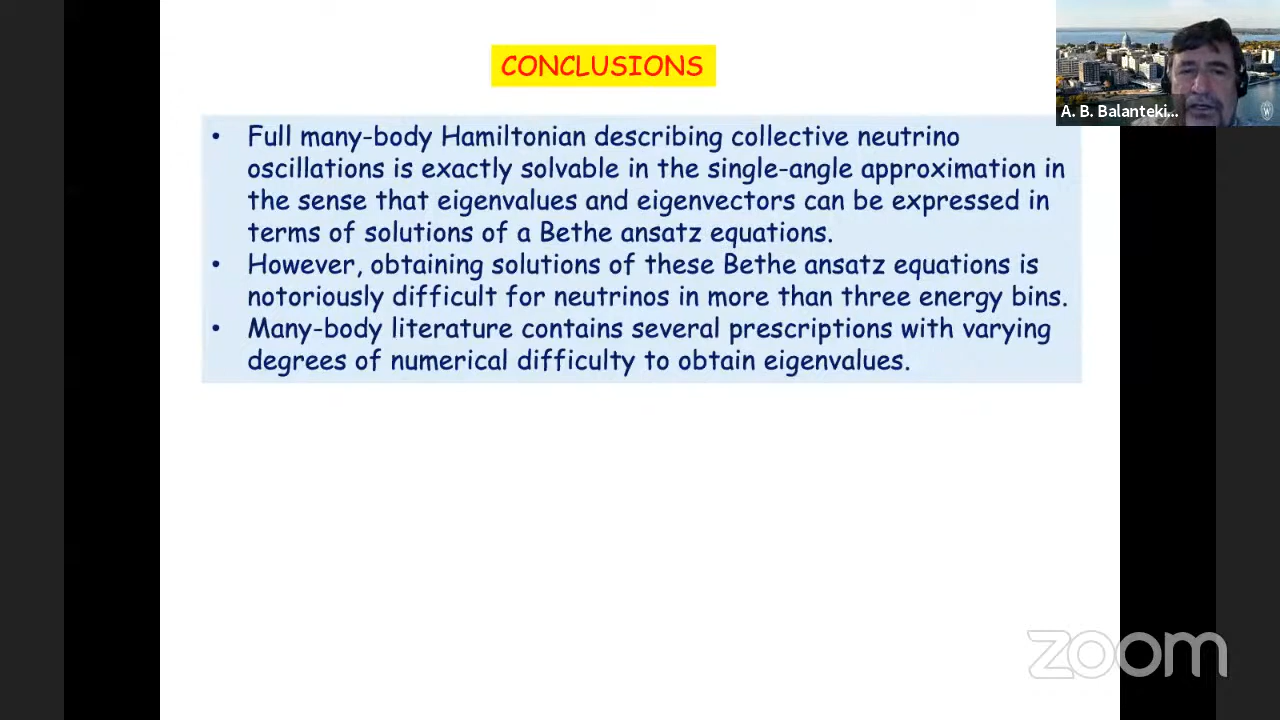 CONCLUSIONS
A. B. Balanteki...
• Full many-body Hamiltonian describing collective neutrino
oscillations is exactly solvable in the single-angle approximation in
the sense that eigenvalues and eigenvectors can be expressed in
terms of solutions of a Bethe ansatz equations.
• However, obtaining solutions of these Bethe ansatz equations is
notoriously difficult for neutrinos in more than three energy bins.
• Many-body literature contains several prescriptions with varying
degrees of numerical difficulty to obtain eigenvalues.
zoom